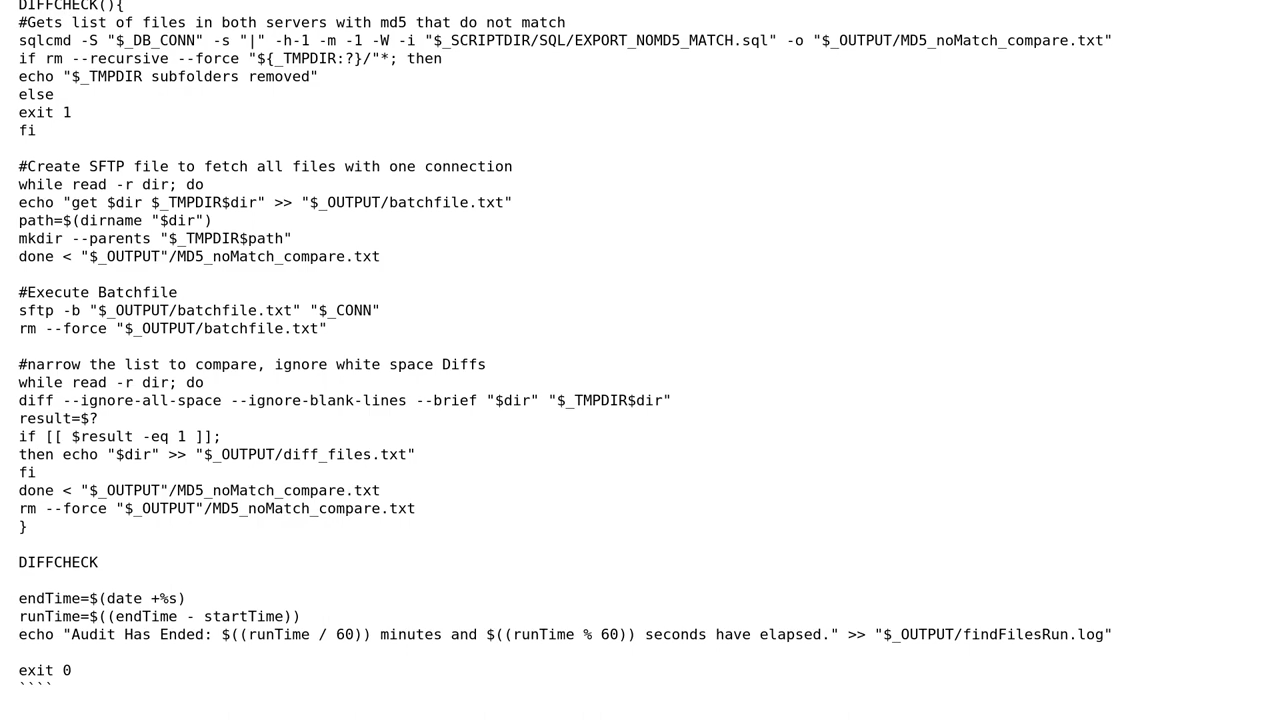 DIFFCHECK(){
#Gets list of files in both servers with md5 that do not match
sqlcmd -S "$_DB_CONN" -s "|" -h-1 -m -1 -W -i "$_SCRIPTDIR/SQL/EXPORT_NOMD5_MATCH.sql" -o "$_OUTPUT/MD5_noMatch_compare.txt"
if rm --recursive --force "${_TMPDIR:?}/"*; then
echo "$_TMPDIR subfolders removed"
else
exit 1
fi

#Create SFTP file to fetch all files with one connection
while read -r dir; do
echo "get $dir $_TMPDIR$dir" >> "$_OUTPUT/batchfile.txt"
path=$(dirname "$dir")
mkdir --parents "$_TMPDIR$path"
done < "$_OUTPUT"/MD5_noMatch_compare.txt

#Execute Batchfile
sftp -b "$_OUTPUT/batchfile.txt" "$_CONN"
rm --force "$_OUTPUT/batchfile.txt"

#narrow the list to compare, ignore white space Diffs
while read -r dir; do
diff --ignore-all-space --ignore-blank-lines --brief "$dir" "$_TMPDIR$dir"
result=$?
if [[ $result -eq 1 ]];
then echo "$dir" >> "$_OUTPUT/diff_files.txt"
fi
done < "$_OUTPUT"/MD5_noMatch_compare.txt
rm --force "$_OUTPUT"/MD5_noMatch_compare.txt
}

DIFFCHECK

endTime=$(date +%s)
runTime=$((endTime - startTime))
echo "Audit Has Ended: $((runTime / 60)) minutes and $((runTime % 60)) seconds have elapsed." >> "$_OUTPUT/findFilesRun.log"

exit 0
````